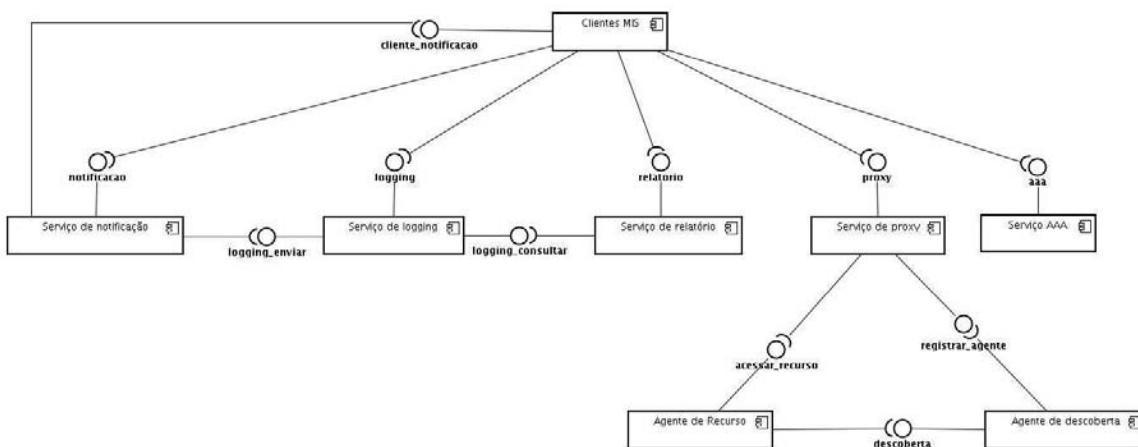 Clientes MIS
cliente_notificacao
notificacao
logging
relatorio
proxy
aaa
Serviço de notificação
Serviço de logging
Serviço de relatório
Serviço de proxy
Serviço AAA
logging_enviar
logging_consultar
registrar_agente
acessar_recurso
Agente de Recurso
Agente de descoberta
descoberta